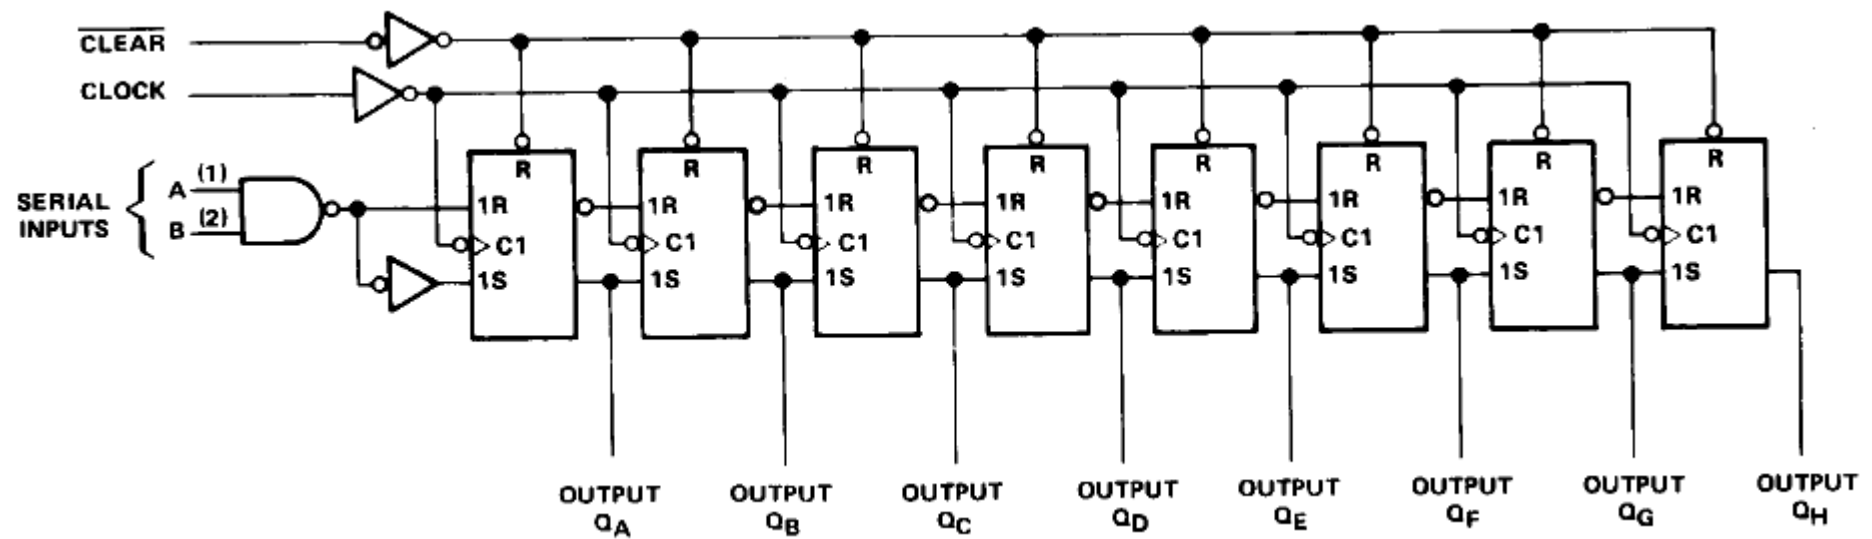 CLEAR
CLOCK
SERIAL
INPUTS
A (1)
B (2)
R
1R
C1
1S
R
1R
C1
1S
R
1R
C1
1S
R
1R
C1
1S
R
1R
C1
1S
R
1R
C1
1S
R
1R
C1
1S
R
1R
C1
1S
OUTPUT
QA
OUTPUT
QB
OUTPUT
QC
OUTPUT
QD
OUTPUT
QE
OUTPUT
QF
OUTPUT
QG
OUTPUT
QH